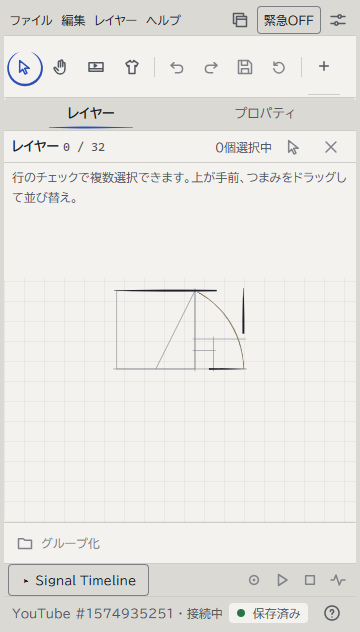 ファイル 編集 レイヤー ヘルプ 緊急OFF
レイヤー プロパティ
レイヤー 0 / 32 0個選択中
行のチェックで複数選択できます。上が手前、つまみをドラッグし
て並び替え。
グループ化
▸ Signal Timeline
YouTube #1574935251・接続中 保存済み